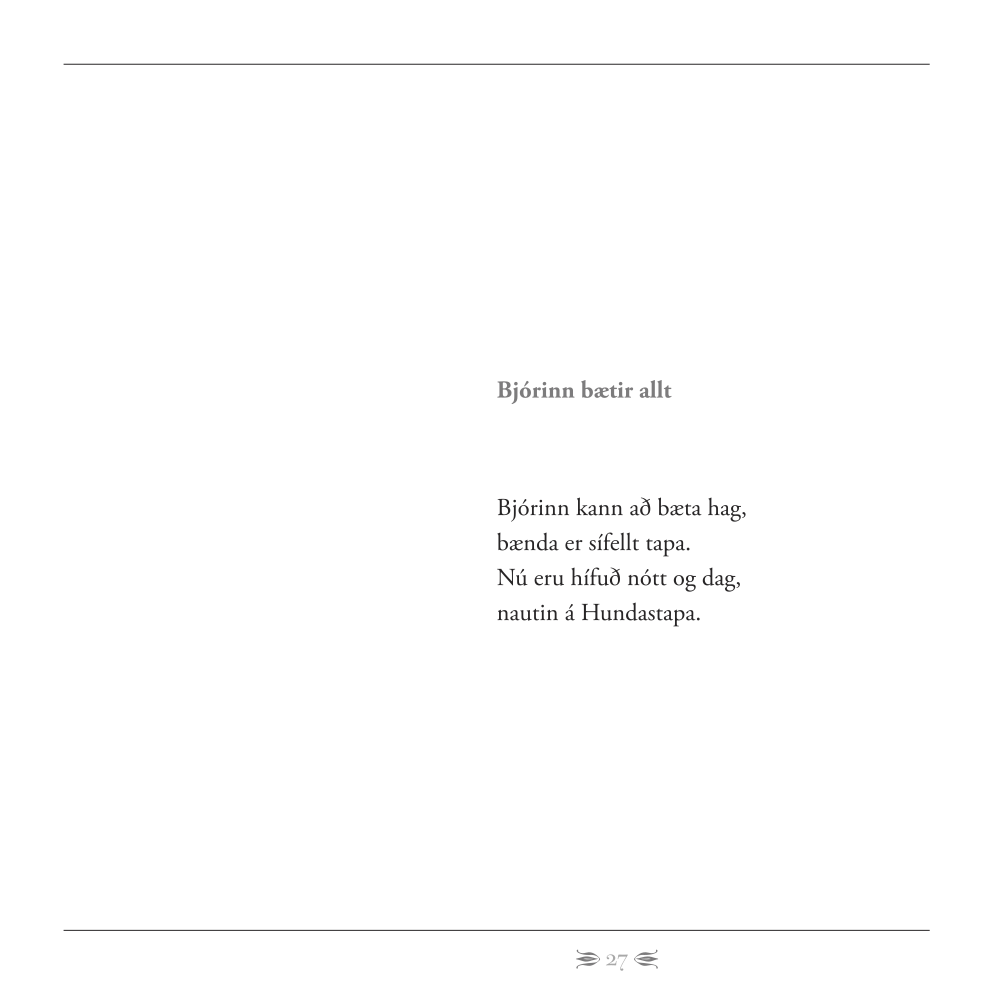 Bjórinn bætir allt
Bjórinn kann að bæta hag,
bænda er sífellt tapa.
Nú eru hífuð nótt og dag,
nautin á Hundastapa.
27